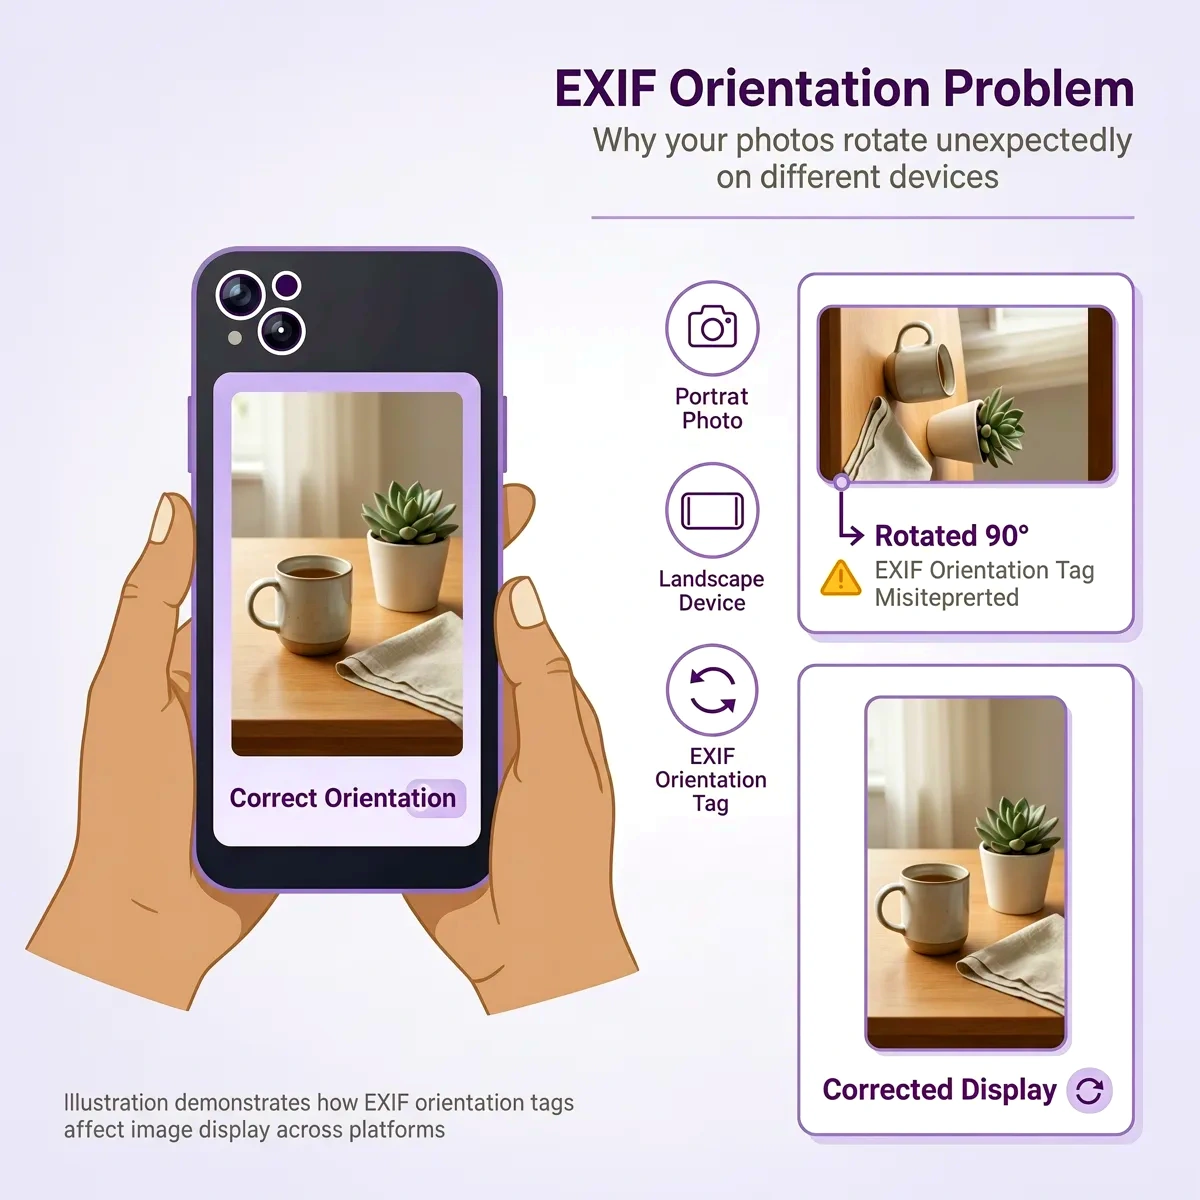 EXIF Orientation Problem
Why your photos rotate unexpectedly
on different devices
Correct Orientation
Portrat
Photo
Landscape
Device
EXIF
Orientation
Tag
Rotated 90°
EXIF Orientation Tag
Misiteprerted
Corrected Display
Illustration demonstrates how EXIF orientation tags
affect image display across platforms